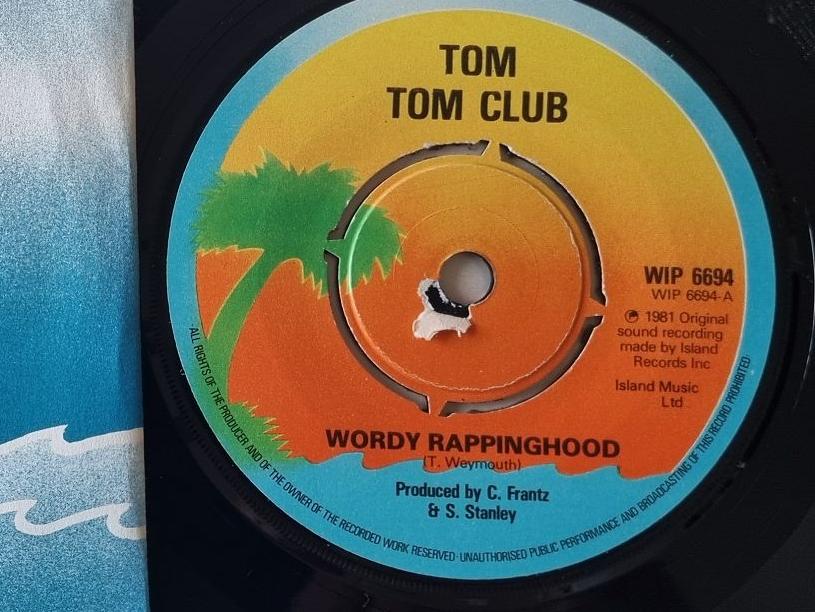 TOM
TOM CLUB
WIP 6694
WIP 6694-A
℗ 1981 Original
sound recording
made by Island
Records Inc
Island Music
Ltd
WORDY RAPPINGHOOD
(T. Weymouth)
Produced by C. Frantz
& S. Stanley
ALL RIGHTS OF THE PRODUCER AND OF THE OWNER OF THE RECORDED WORK RESERVED · UNAUTHORISED PUBLIC PERFORMANCE AND BROADCASTING OF THIS RECORD PROHIBITED